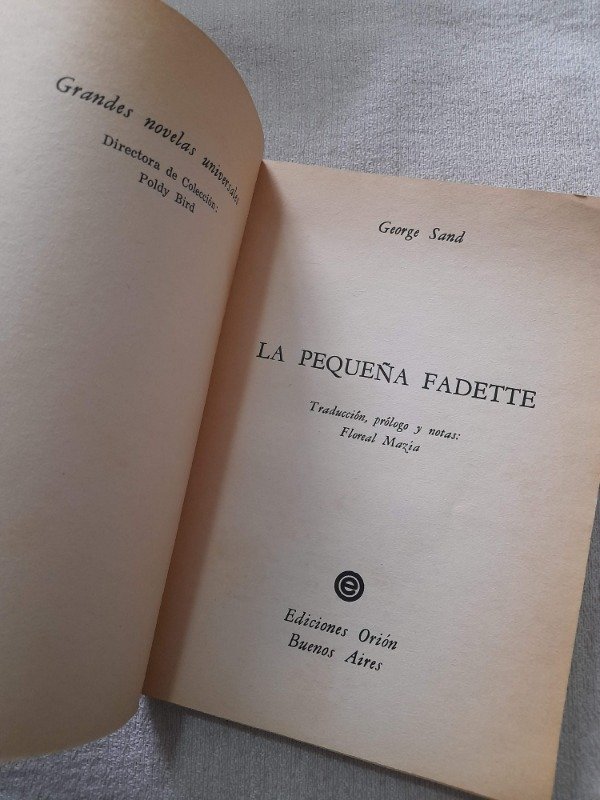 Grandes novelas universales
Directora de Colección:
Poldy Bird
George Sand
LA PEQUEÑA FADETTE
Traducción, prólogo y notas:
Floreal Mazia
e
Ediciones Orión
Buenos Aires